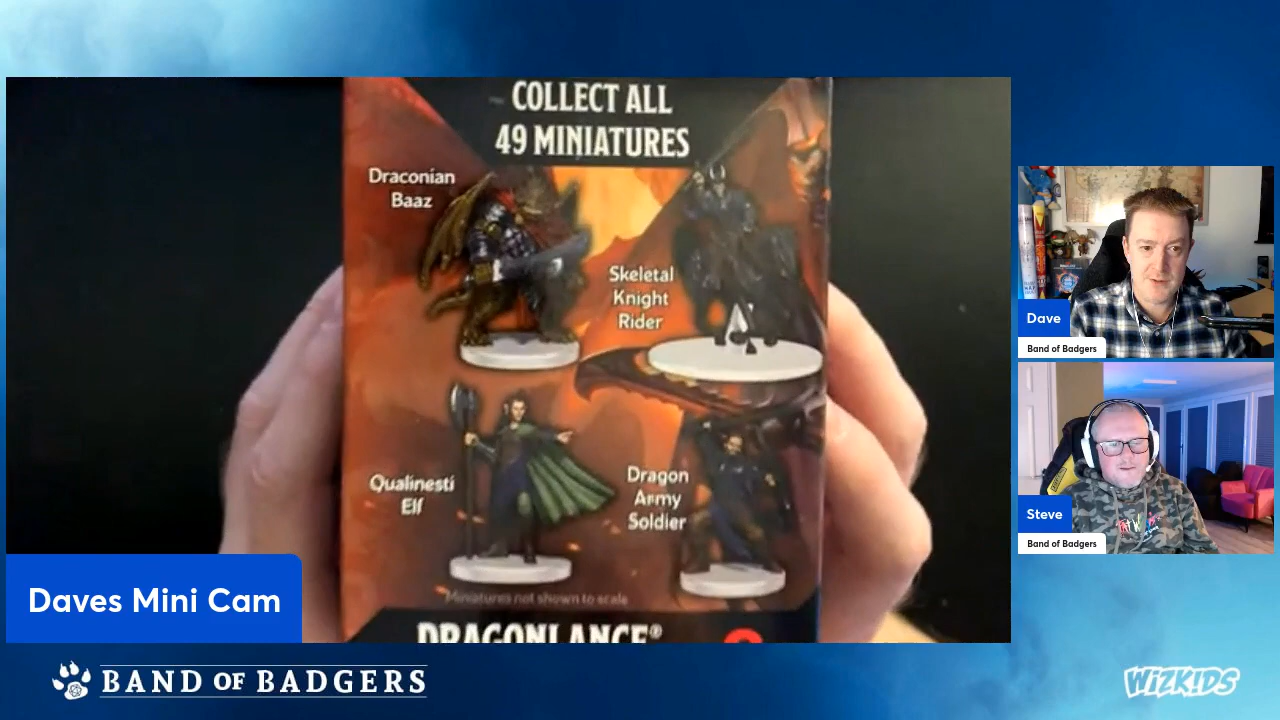 COLLECT ALL
49 MINIATURES
Draconian
Baaz
Skeletal
Knight
Rider
Qualinesti
Elf
Dragon
Army
Soldier
Miniatures not shown to scale
DRAGONLANCE®
Daves Mini Cam
Dave
Band of Badgers
Steve
Band of Badgers
BAND OF BADGERS
WIZKIDS